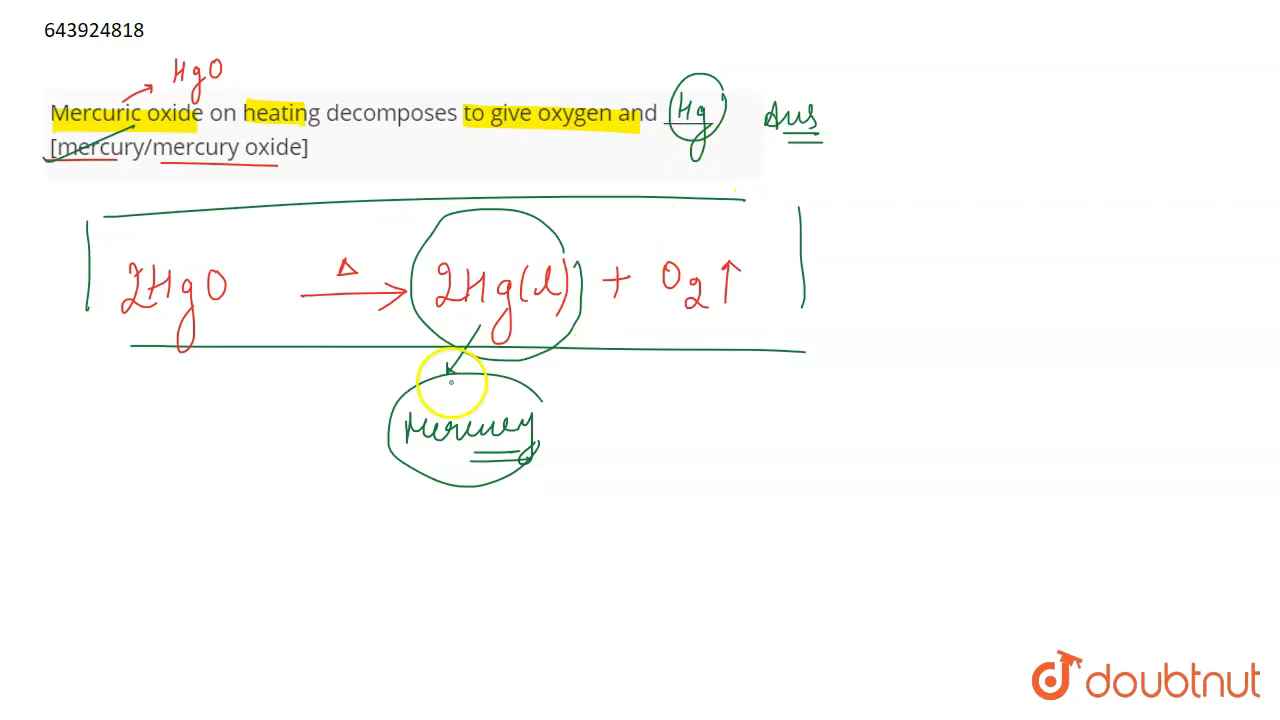 643924818
HgO
Mercuric oxide on heating decomposes to give oxygen and Hg Ans
[mercury/mercury oxide]
2HgO Δ → 2Hg(l) + O2↑
Mercury
doubtnut